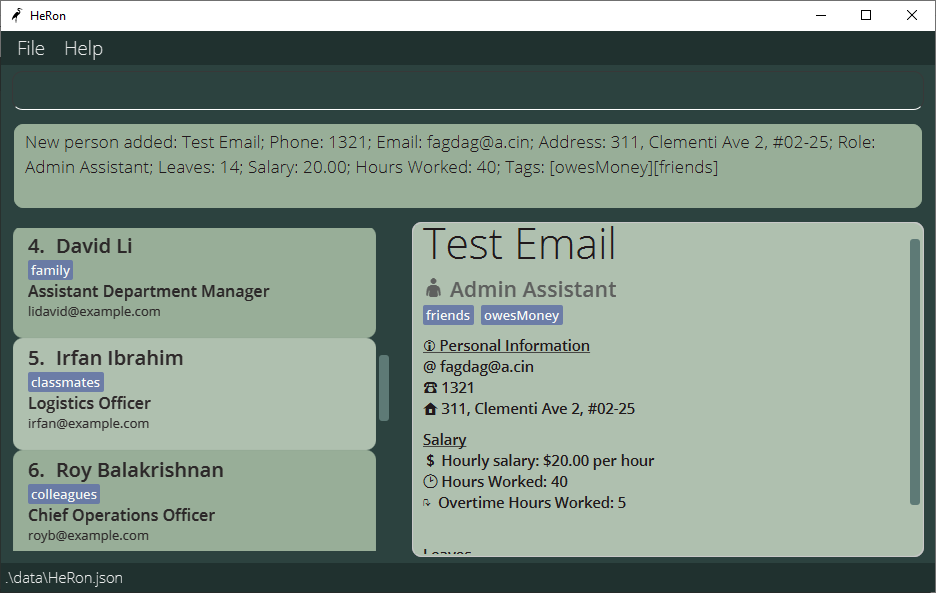 HeRon
File Help
New person added: Test Email; Phone: 1321; Email: fagdag@a.cin; Address: 311, Clementi Ave 2, #02-25; Role:
Admin Assistant; Leaves: 14; Salary: 20.00; Hours Worked: 40; Tags: [owesMoney][friends]
4. David Li
family
Assistant Department Manager
lidavid@example.com
5. Irfan Ibrahim
classmates
Logistics Officer
irfan@example.com
6. Roy Balakrishnan
colleagues
Chief Operations Officer
royb@example.com
Test Email
Admin Assistant
friends owesMoney
Personal Information
@ fagdag@a.cin
1321
311, Clementi Ave 2, #02-25
Salary
$ Hourly salary: $20.00 per hour
Hours Worked: 40
Overtime Hours Worked: 5
Leaves
.\data\HeRon.json